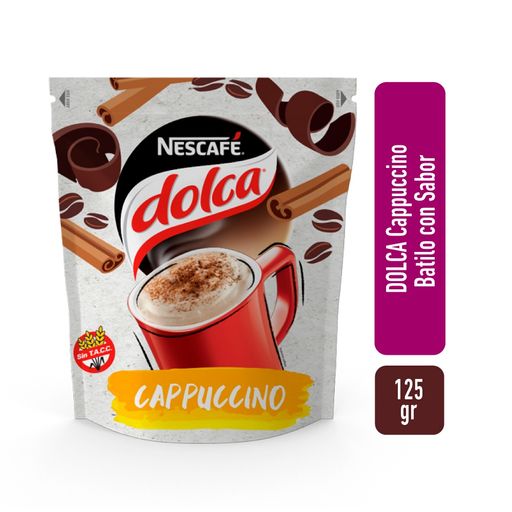 NESCAFÉ
dolca
Sin T.A.C.C.
CAPPUCCINO
DOLCA Cappuccino
Batilo con Sabor
125
gr